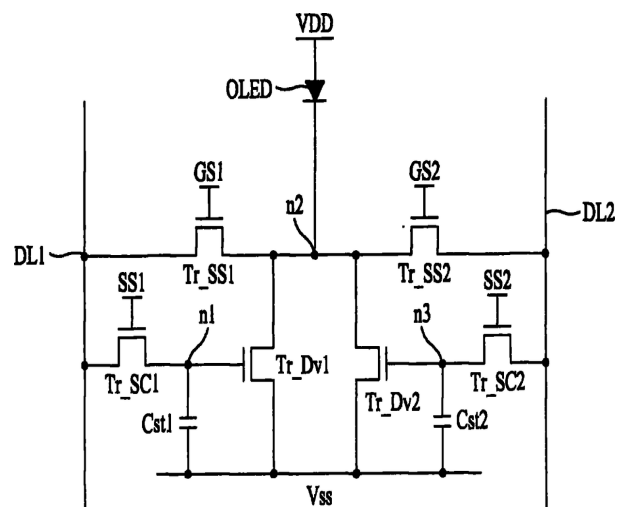 VDD
OLED
GS1
GS2
n2
DL1
DL2
Tr_SS1
Tr_SS2
SS1
SS2
n1
n3
Tr_SC1
Tr_Dv1
Tr_Dv2
Tr_SC2
Cst1
Cst2
Vss